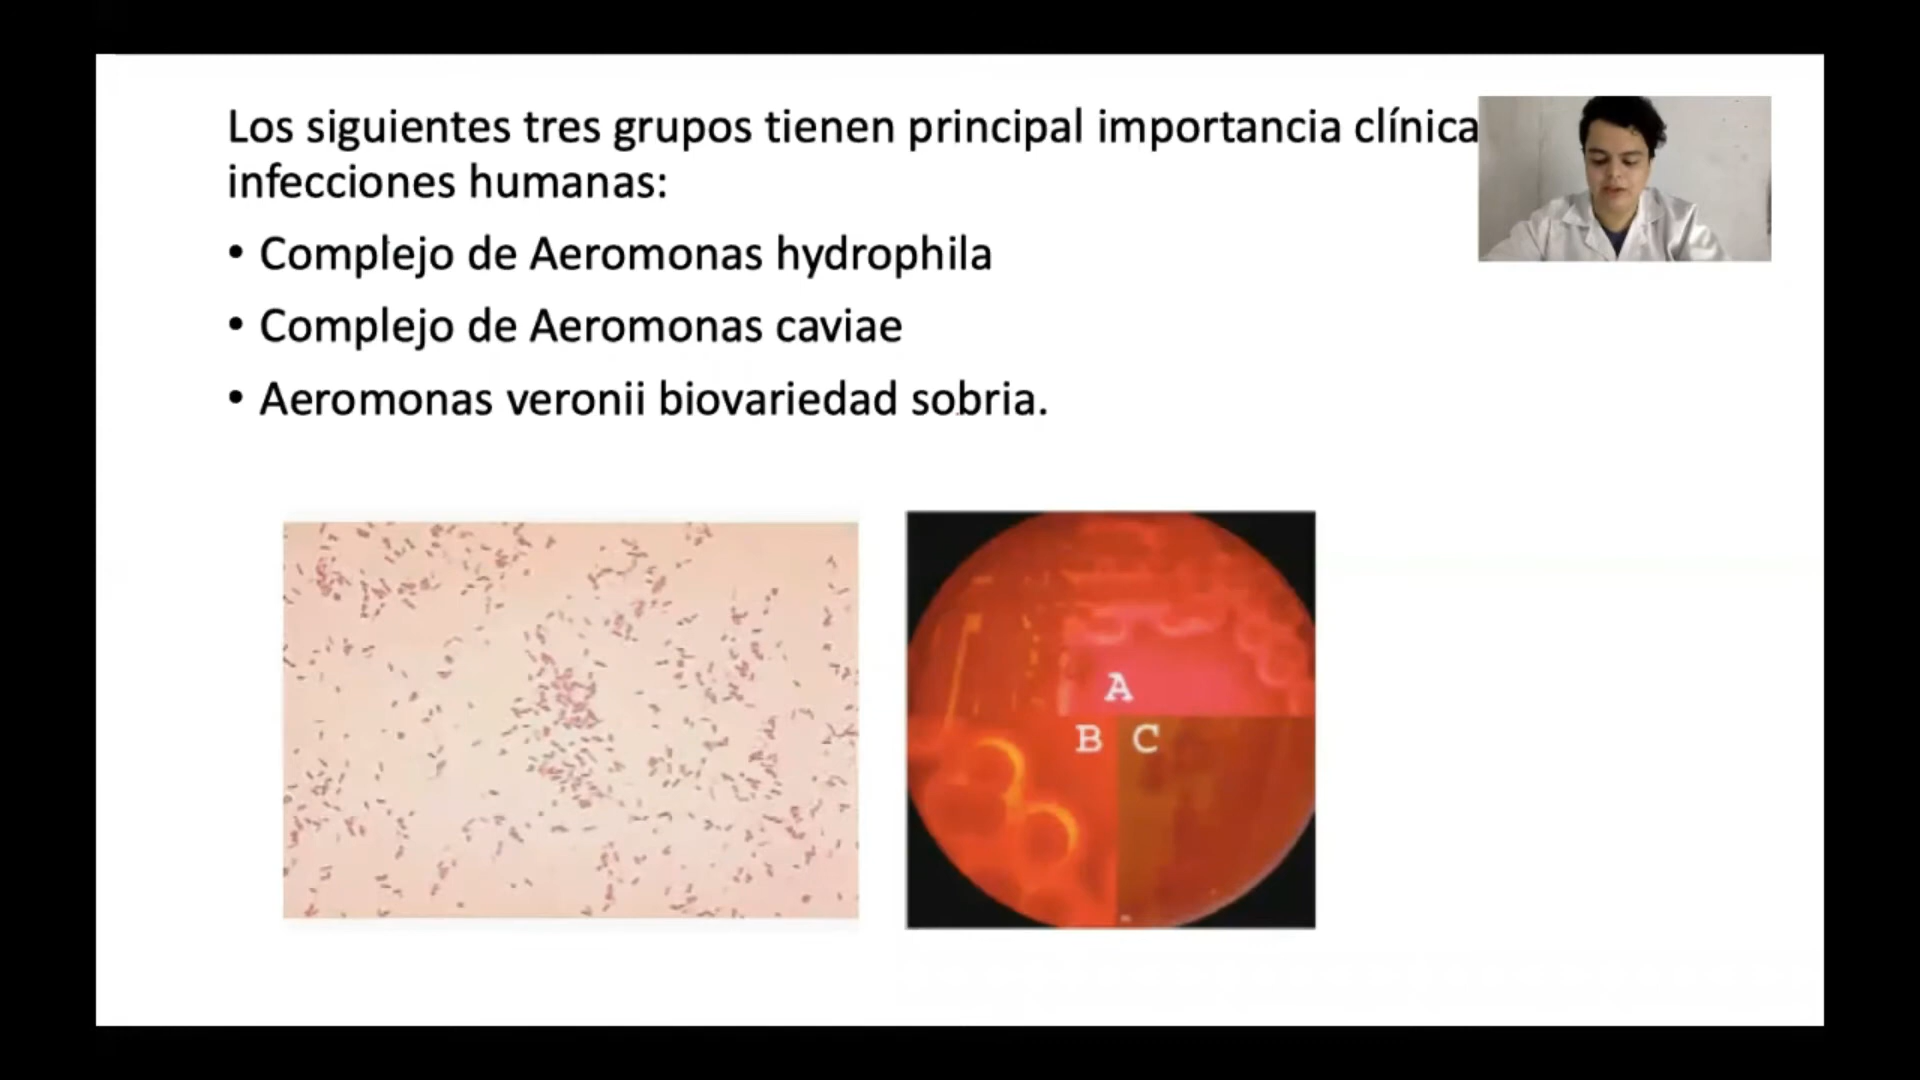 Los siguientes tres grupos tienen principal importancia clínica
infecciones humanas:
• Complejo de Aeromonas hydrophila
• Complejo de Aeromonas caviae
• Aeromonas veronii biovariedad sobria.
A
B C